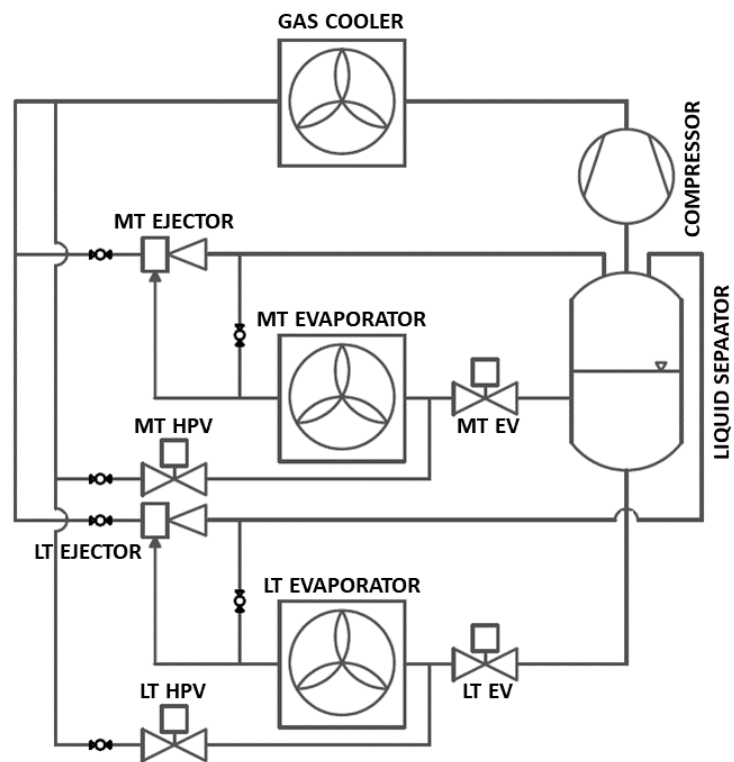 GAS COOLER
COMPRESSOR
MT EJECTOR
MT EVAPORATOR
LIQUID SEPAATOR
MT HPV
MT EV
LT EJECTOR
LT EVAPORATOR
LT HPV
LT EV